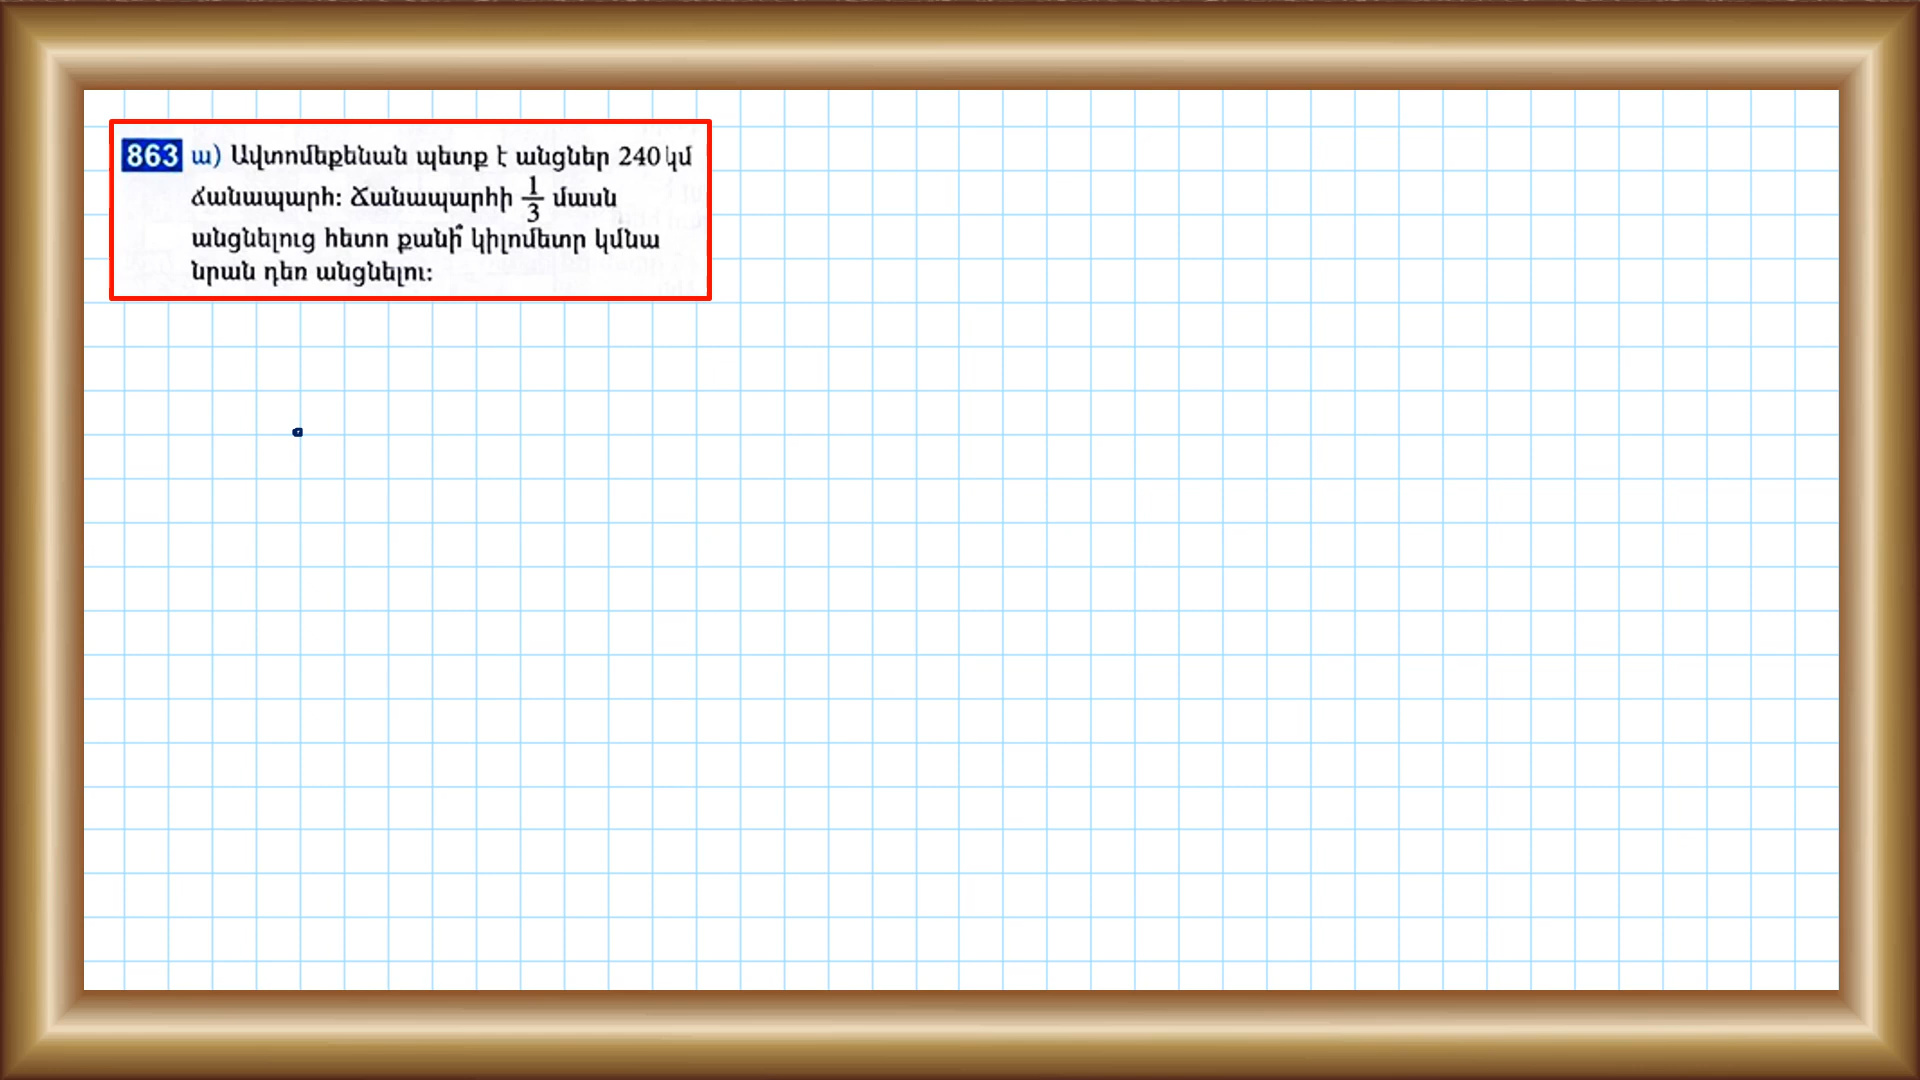 863 ա) Ավտոմեքենան պետք է անցներ 240 կմ
ճանապարհ։ Ճանապարհի 1/3 մասն
անցնելուց հետո քանի՞ կիլոմետր կմնա
նրան դեռ անցնելու։